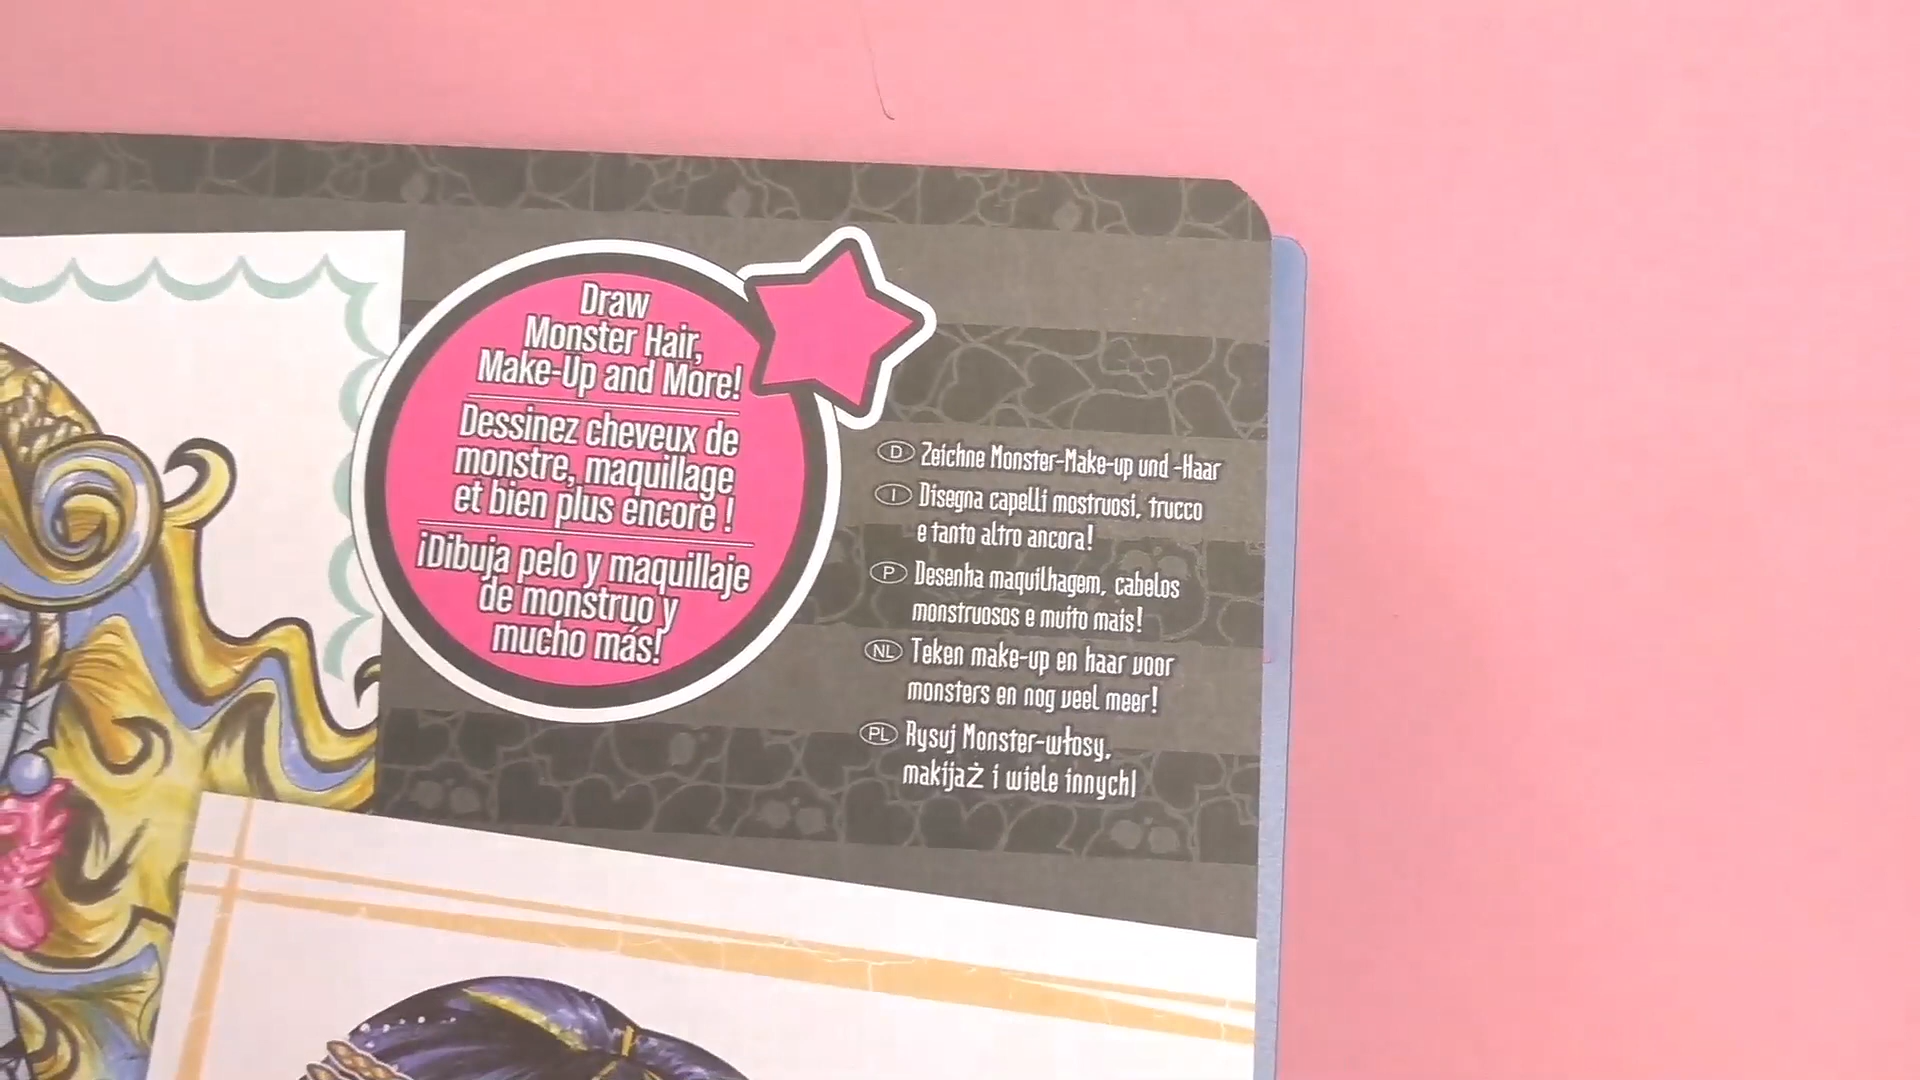 Draw
Monster Hair,
Make-Up and More!
Dessinez cheveux de
monstre, maquillage
et bien plus encore !
¡Dibuja pelo y maquillaje
de monstruo y
mucho más!
D Zeichne Monster-Make-up und -Haar
I Disegna capelli mostruosi, trucco
e tanto altro ancora!
P Desenha maquilhagem, cabelos
monstruosos e muito mais!
NL Teken make-up en haar voor
monsters en nog veel meer!
PL Rysuj Monster-włosy,
makijaż i wiele innych!